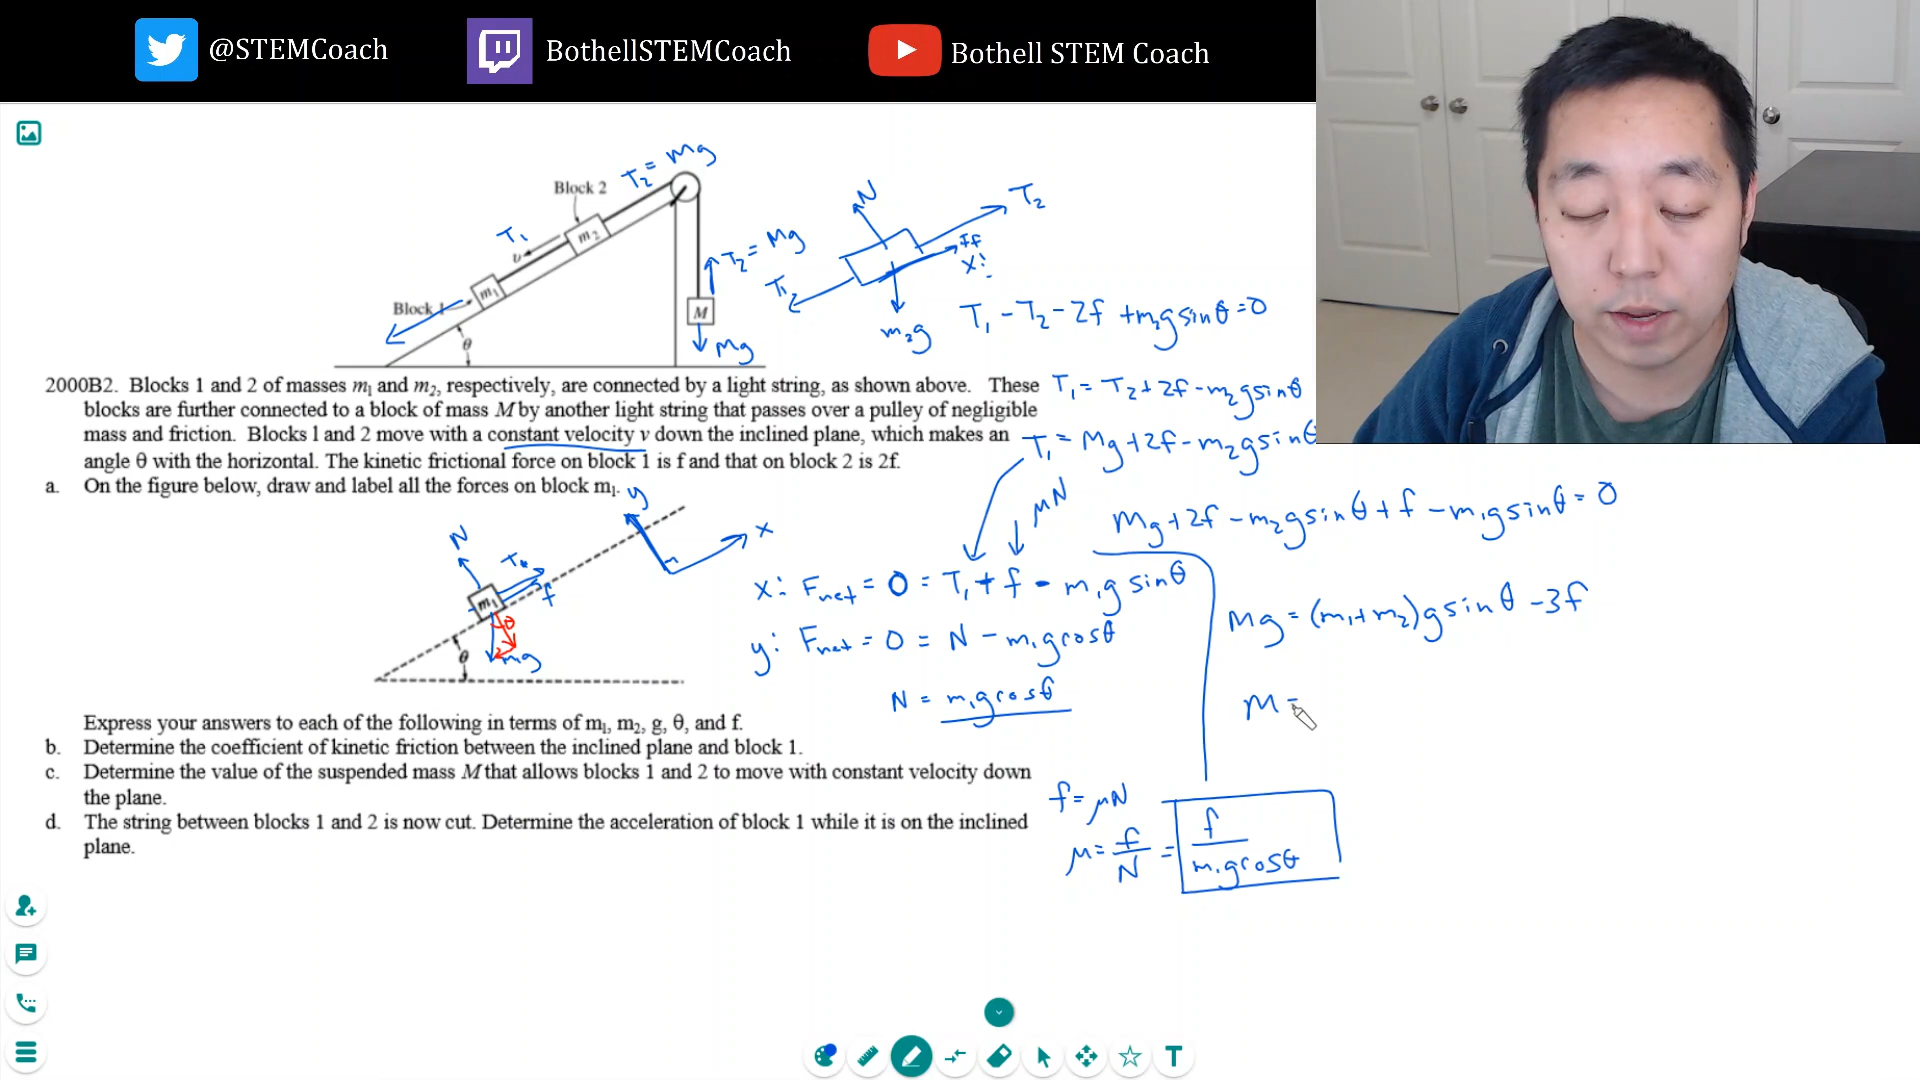 @STEMCoach
BothellSTEMCoach
Bothell STEM Coach
T₂ = Mg
Block 2
m₂
T₁
v
m₁
Block 1
θ
T₂ = Mg
M
Mg
N
T₂
x:
T₁
m₂g
T₁ - T₂ - 2f + m₂g sinθ = 0
2000B2. Blocks 1 and 2 of masses m₁ and m₂, respectively, are connected by a light string, as shown above. These
blocks are further connected to a block of mass M by another light string that passes over a pulley of negligible
mass and friction. Blocks 1 and 2 move with a constant velocity v down the inclined plane, which makes an
angle θ with the horizontal. The kinetic frictional force on block 1 is f and that on block 2 is 2f.
a. On the figure below, draw and label all the forces on block m₁.
T₁ = T₂ + 2f - m₂g sinθ
T₁ = Mg + 2f - m₂g sinθ
μN
Mg + 2f - m₂g sinθ + f - m₁g sinθ = 0
y
x
N
f
m₁
θ
mg
θ
x: Fnet = 0 = T₁ + f - m₁g sinθ
y: Fnet = 0 = N - m₁g cosθ
N = m₁g cosθ
Mg = (m₁ + m₂)g sinθ - 3f
M =
Express your answers to each of the following in terms of m₁, m₂, g, θ, and f.
b. Determine the coefficient of kinetic friction between the inclined plane and block 1.
c. Determine the value of the suspended mass M that allows blocks 1 and 2 to move with constant velocity down
the plane.
d. The string between blocks 1 and 2 is now cut. Determine the acceleration of block 1 while it is on the inclined
plane.
f = μN
μ = f/N = f/m₁g cosθ
T